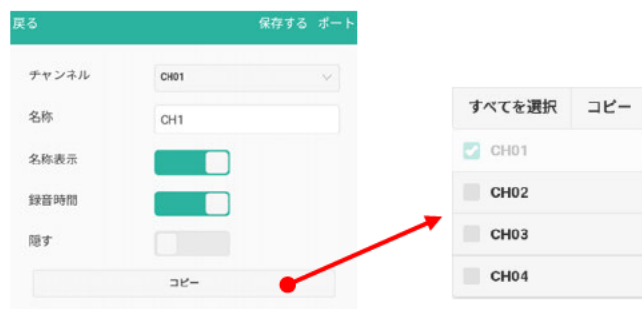 戻る 保存する ポート
チャンネル CH01
名称 CH1
名称表示
録音時間
隠す
コピー
すべてを選択 コピー
CH01
CH02
CH03
CH04